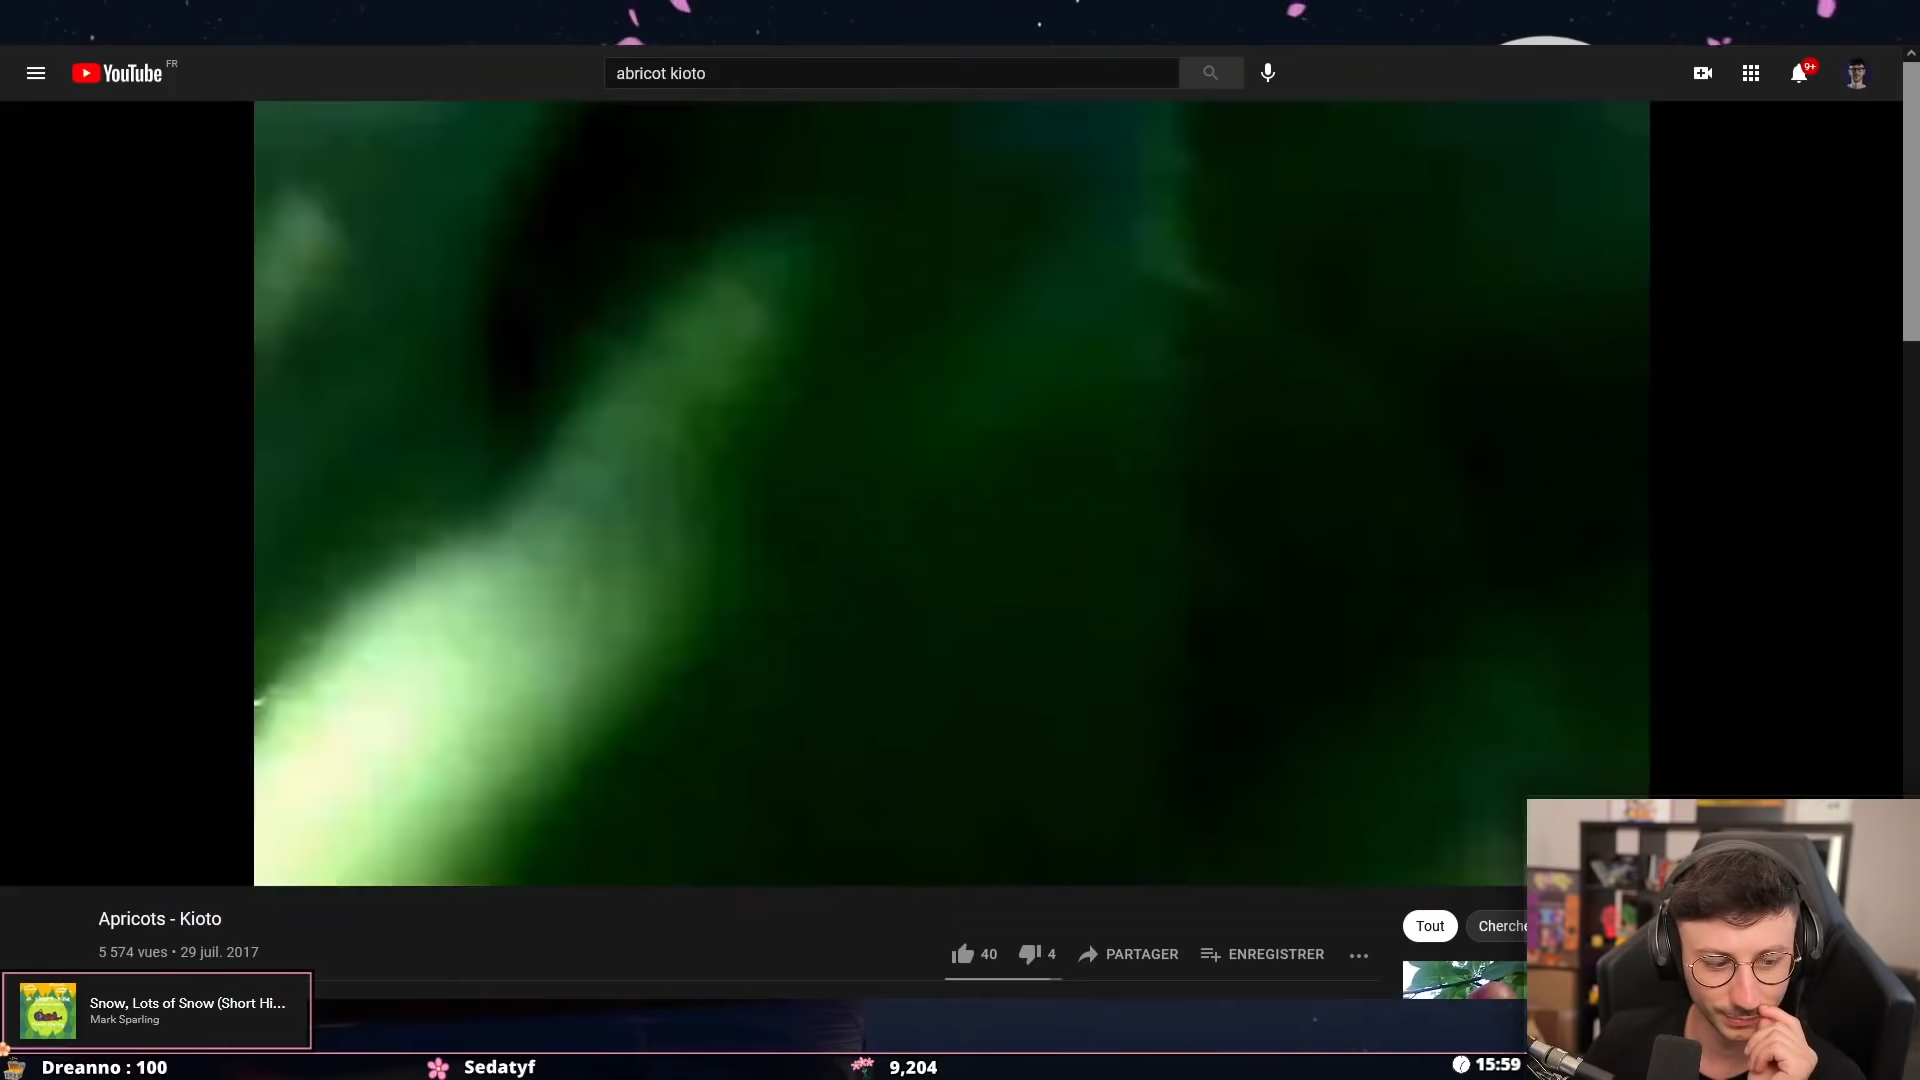 YouTube FR
abricot kioto
9+
Apricots - Kioto
5 574 vues • 29 juil. 2017
40
4
PARTAGER
ENREGISTRER
Tout
Cherche
Snow, Lots of Snow (Short Hi...
Mark Sparling
Dreanno : 100
Sedatyf
9,204
15:59